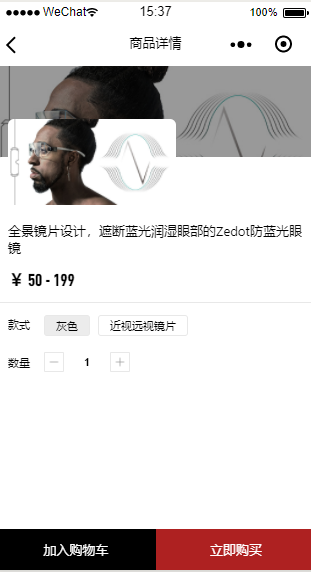 WeChat 15:37 100%
商品详情
全景镜片设计，遮断蓝光润湿眼部的Zedot防蓝光眼
镜
￥ 50 - 199
款式 灰色 近视远视镜片
数量 1
加入购物车 立即购买